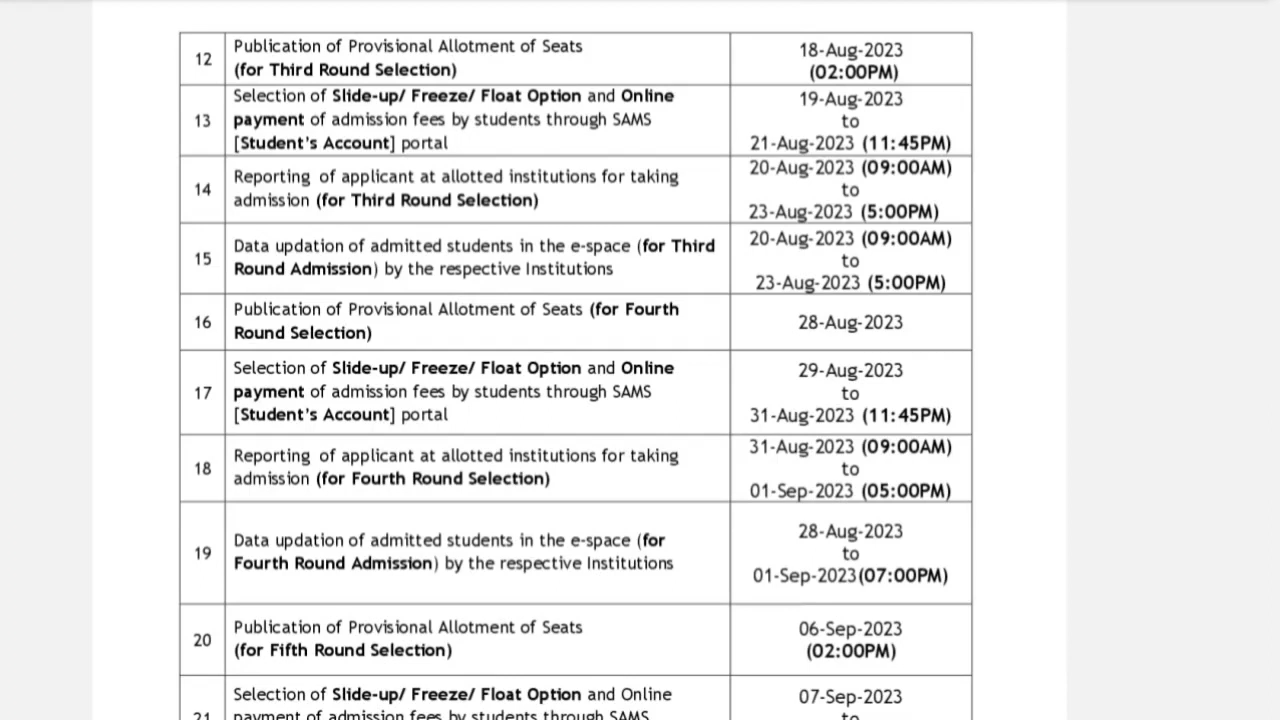 12
Publication of Provisional Allotment of Seats
(for Third Round Selection)
18-Aug-2023
(02:00PM)
13
Selection of Slide-up/ Freeze/ Float Option and Online
payment of admission fees by students through SAMS
[Student's Account] portal
19-Aug-2023
to
21-Aug-2023 (11:45PM)
14
Reporting of applicant at allotted institutions for taking
admission (for Third Round Selection)
20-Aug-2023 (09:00AM)
to
23-Aug-2023 (5:00PM)
15
Data updation of admitted students in the e-space (for Third
Round Admission) by the respective Institutions
20-Aug-2023 (09:00AM)
to
23-Aug-2023 (5:00PM)
16
Publication of Provisional Allotment of Seats (for Fourth
Round Selection)
28-Aug-2023
17
Selection of Slide-up/ Freeze/ Float Option and Online
payment of admission fees by students through SAMS
[Student's Account] portal
29-Aug-2023
to
31-Aug-2023 (11:45PM)
18
Reporting of applicant at allotted institutions for taking
admission (for Fourth Round Selection)
31-Aug-2023 (09:00AM)
to
01-Sep-2023 (05:00PM)
19
Data updation of admitted students in the e-space (for
Fourth Round Admission) by the respective Institutions
28-Aug-2023
to
01-Sep-2023(07:00PM)
20
Publication of Provisional Allotment of Seats
(for Fifth Round Selection)
06-Sep-2023
(02:00PM)
21
Selection of Slide-up/ Freeze/ Float Option and Online
payment of admission fees by students through SAMS
07-Sep-2023
to